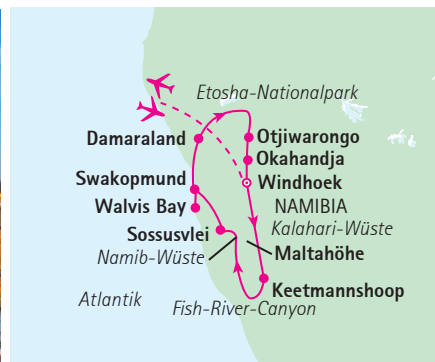 Etosha-Nationalpark
Damaraland
Otjiwarongo
Okahandja
Swakopmund
Windhoek
Walvis Bay
NAMIBIA
Kalahari-Wüste
Sossusvlei
Namib-Wüste
Maltahöhe
Keetmannshoop
Atlantik
Fish-River-Canyon